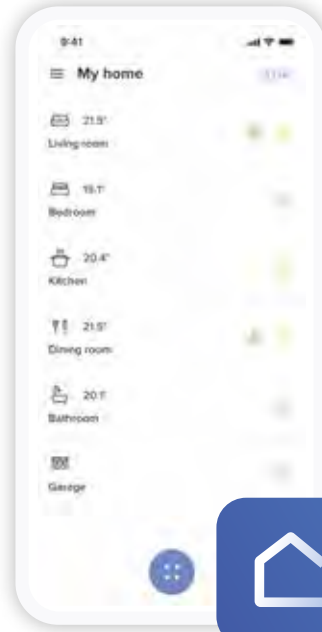 9:41
My home
21.5°
Living room
19.1°
Bedroom
20.4°
Kitchen
21.5°
Dining room
20.1°
Bathroom
Garage